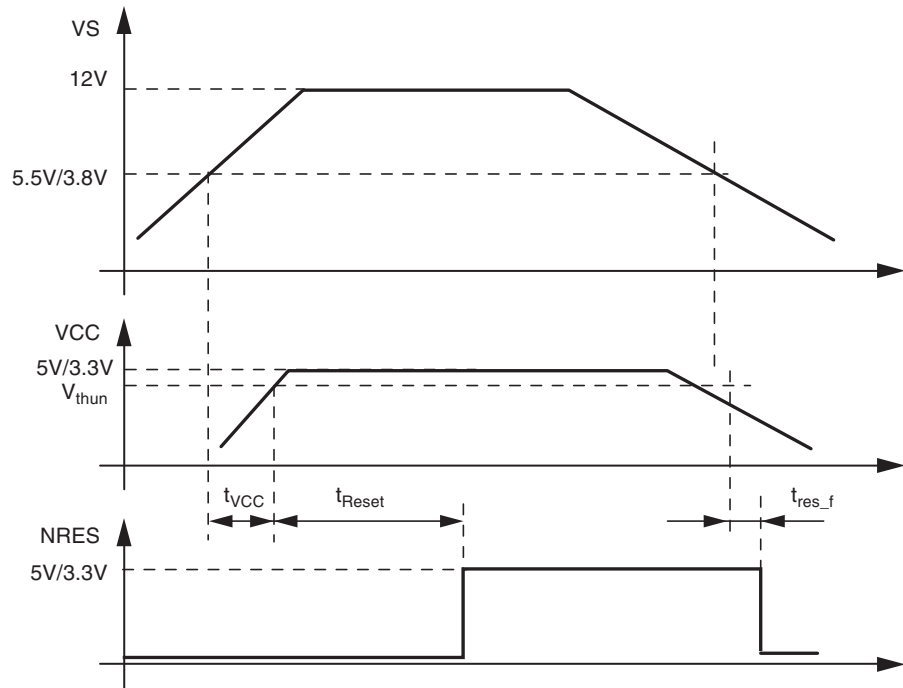 VS
12V
5.5V/3.8V
VCC
5V/3.3V
Vthun
tVCC
tReset
tres_f
NRES
5V/3.3V